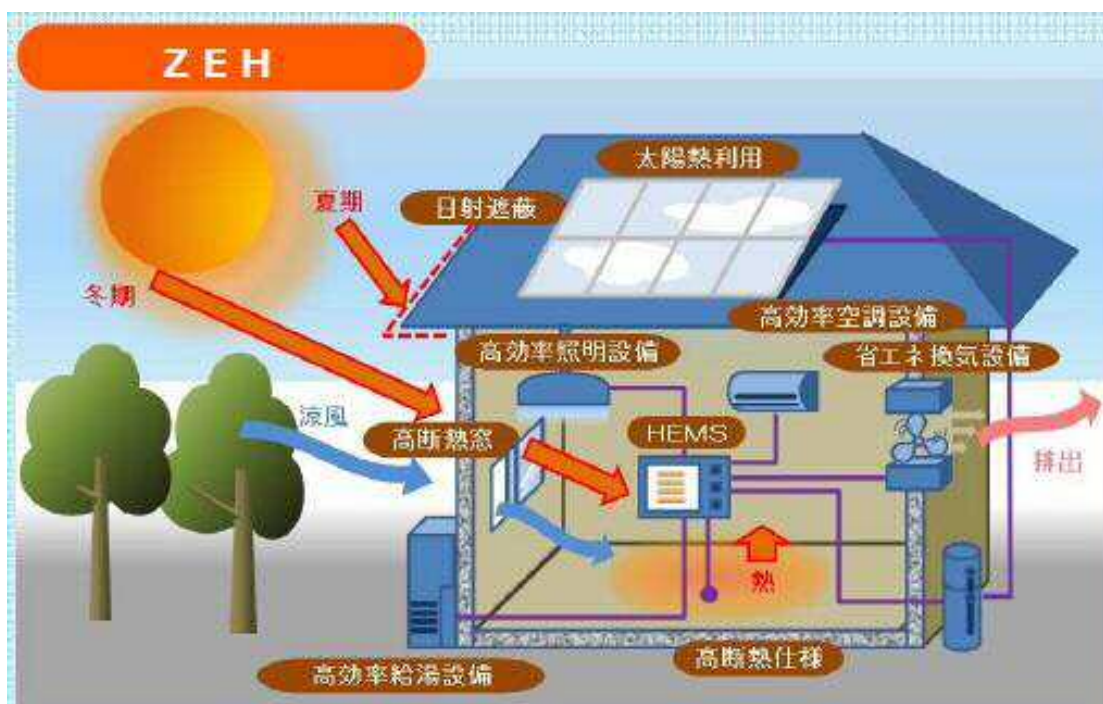 ZEH
太陽熱利用
夏期
日射遮蔽
冬期
高効率空調設備
高効率照明設備
省エネ換気設備
涼風
高断熱窓
HEMS
排出
熱
高断熱仕様
高効率給湯設備